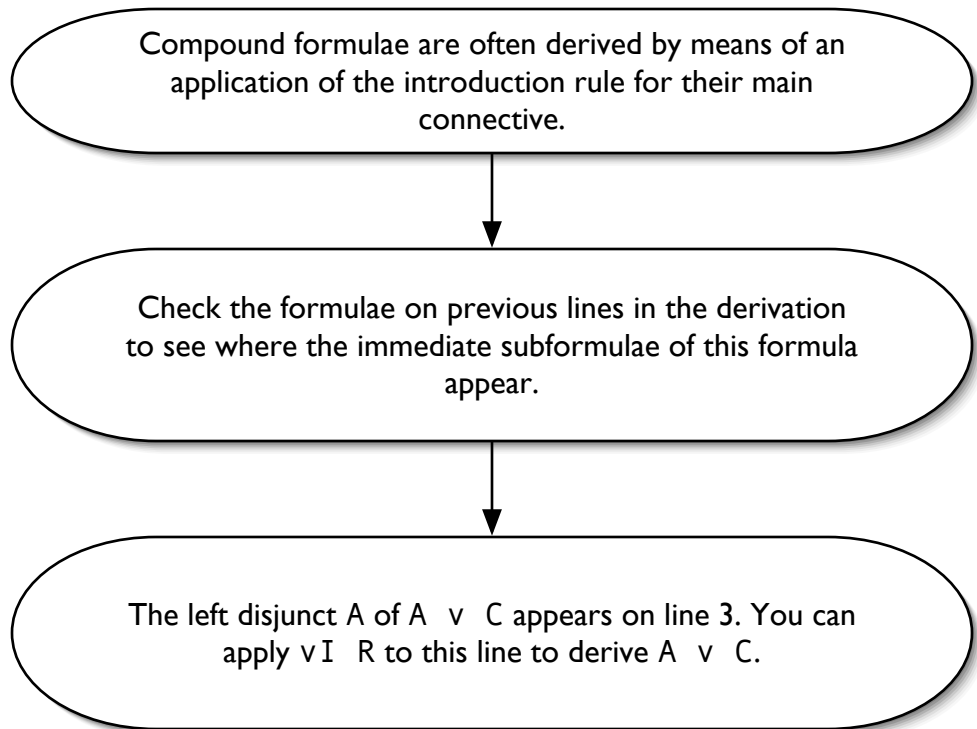 Compound formulae are often derived by means of an
application of the introduction rule for their main
connective.
Check the formulae on previous lines in the derivation
to see where the immediate subformulae of this formula
appear.
The left disjunct A of A v C appears on line 3. You can
apply vI R to this line to derive A v C.